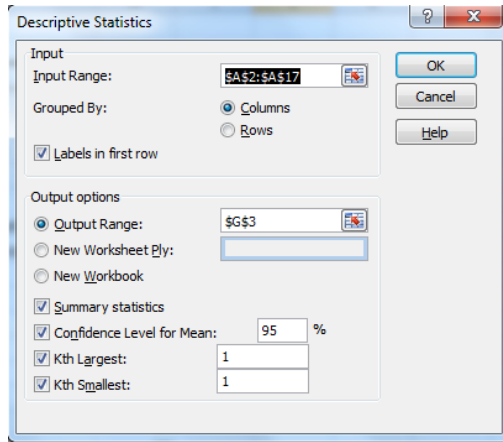 Descriptive Statistics
Input
Input Range: $A$2:$A$17
Grouped By: Columns
Rows
Labels in first row
OK
Cancel
Help
Output options
Output Range: $G$3
New Worksheet Ply:
New Workbook
Summary statistics
Confidence Level for Mean: 95 %
Kth Largest: 1
Kth Smallest: 1